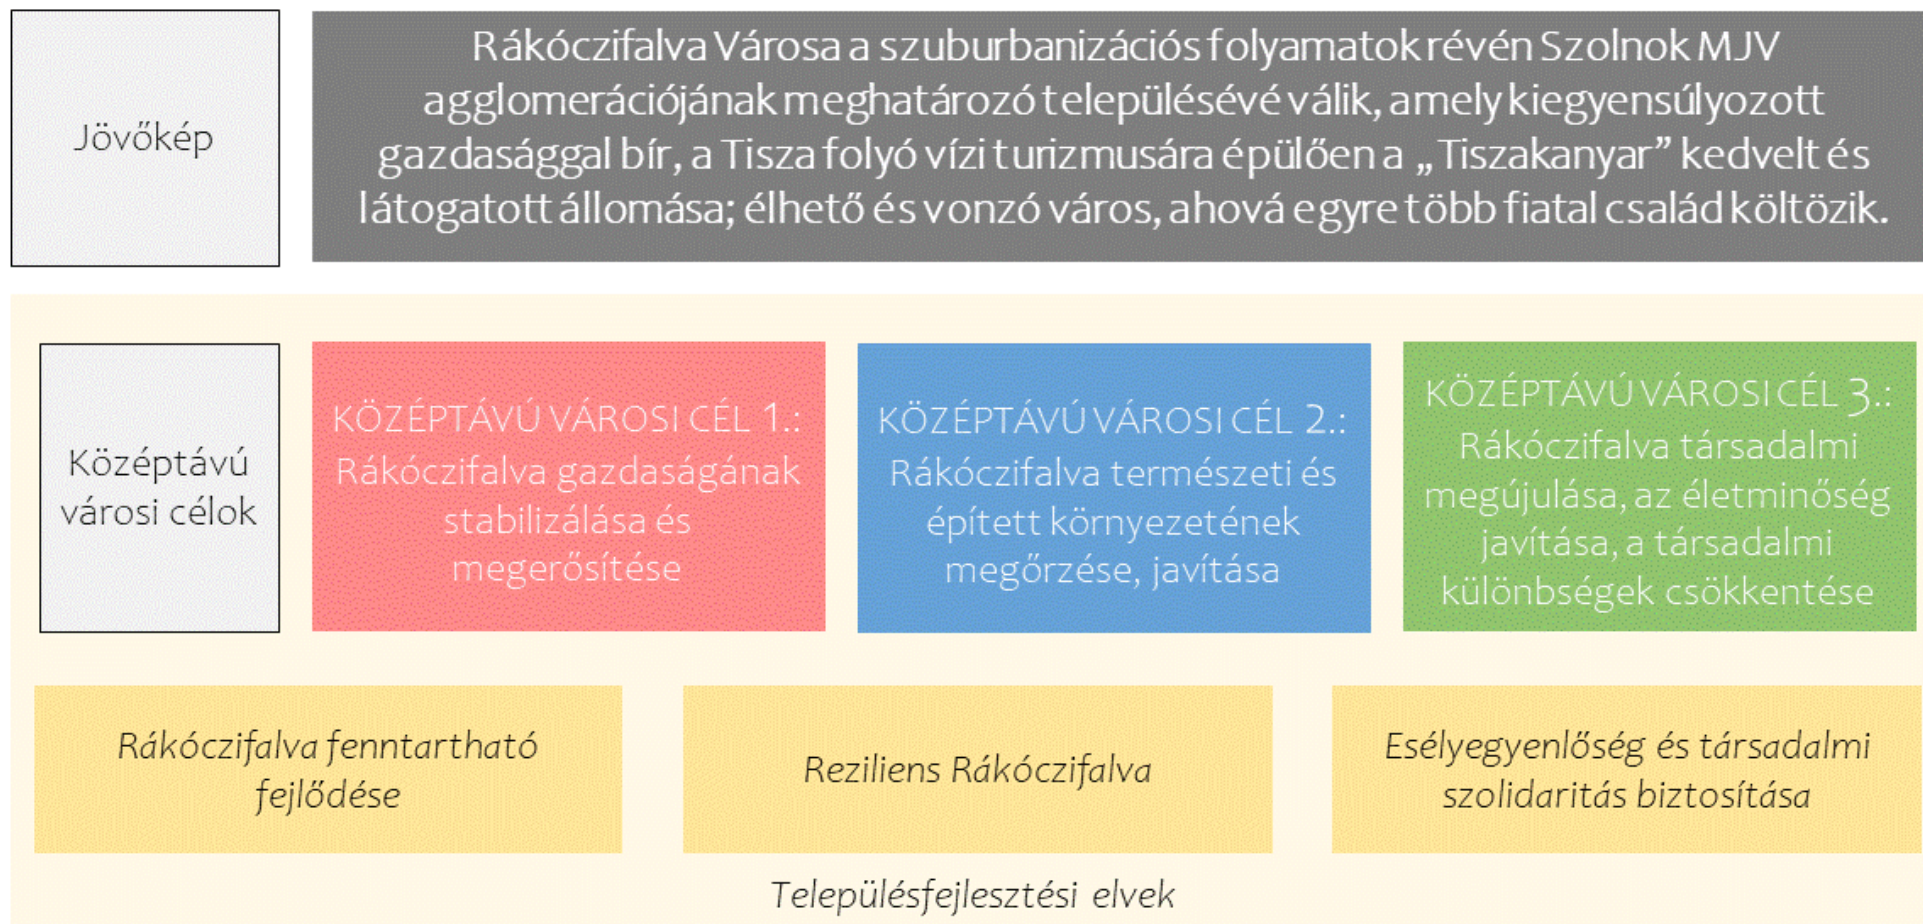 Jövőkép
Rákóczifalva Városa a szuburbanizációs folyamatok révén Szolnok MJV
agglomerációjának meghatározó településévé válik, amely kiegyensúlyozott
gazdasággal bír, a Tisza folyó vízi turizmusára épülően a „Tiszakanyar” kedvelt és
látogatott állomása; élhető és vonzó város, ahová egyre több fiatal család költözik.
Középtávú
városi célok
KÖZÉPTÁVÚ VÁROSI CÉL 1.:
Rákóczifalva gazdaságának
stabilizálása és
megerősítése
KÖZÉPTÁVÚ VÁROSI CÉL 2.:
Rákóczifalva természeti és
épített környezetének
megőrzése, javítása
KÖZÉPTÁVÚ VÁROSI CÉL 3.:
Rákóczifalva társadalmi
megújulása, az életminőség
javítása, a társadalmi
különbségek csökkentése
Rákóczifalva fenntartható
fejlődése
Reziliens Rákóczifalva
Esélyegyenlőség és társadalmi
szolidaritás biztosítása
Településfejlesztési elvek